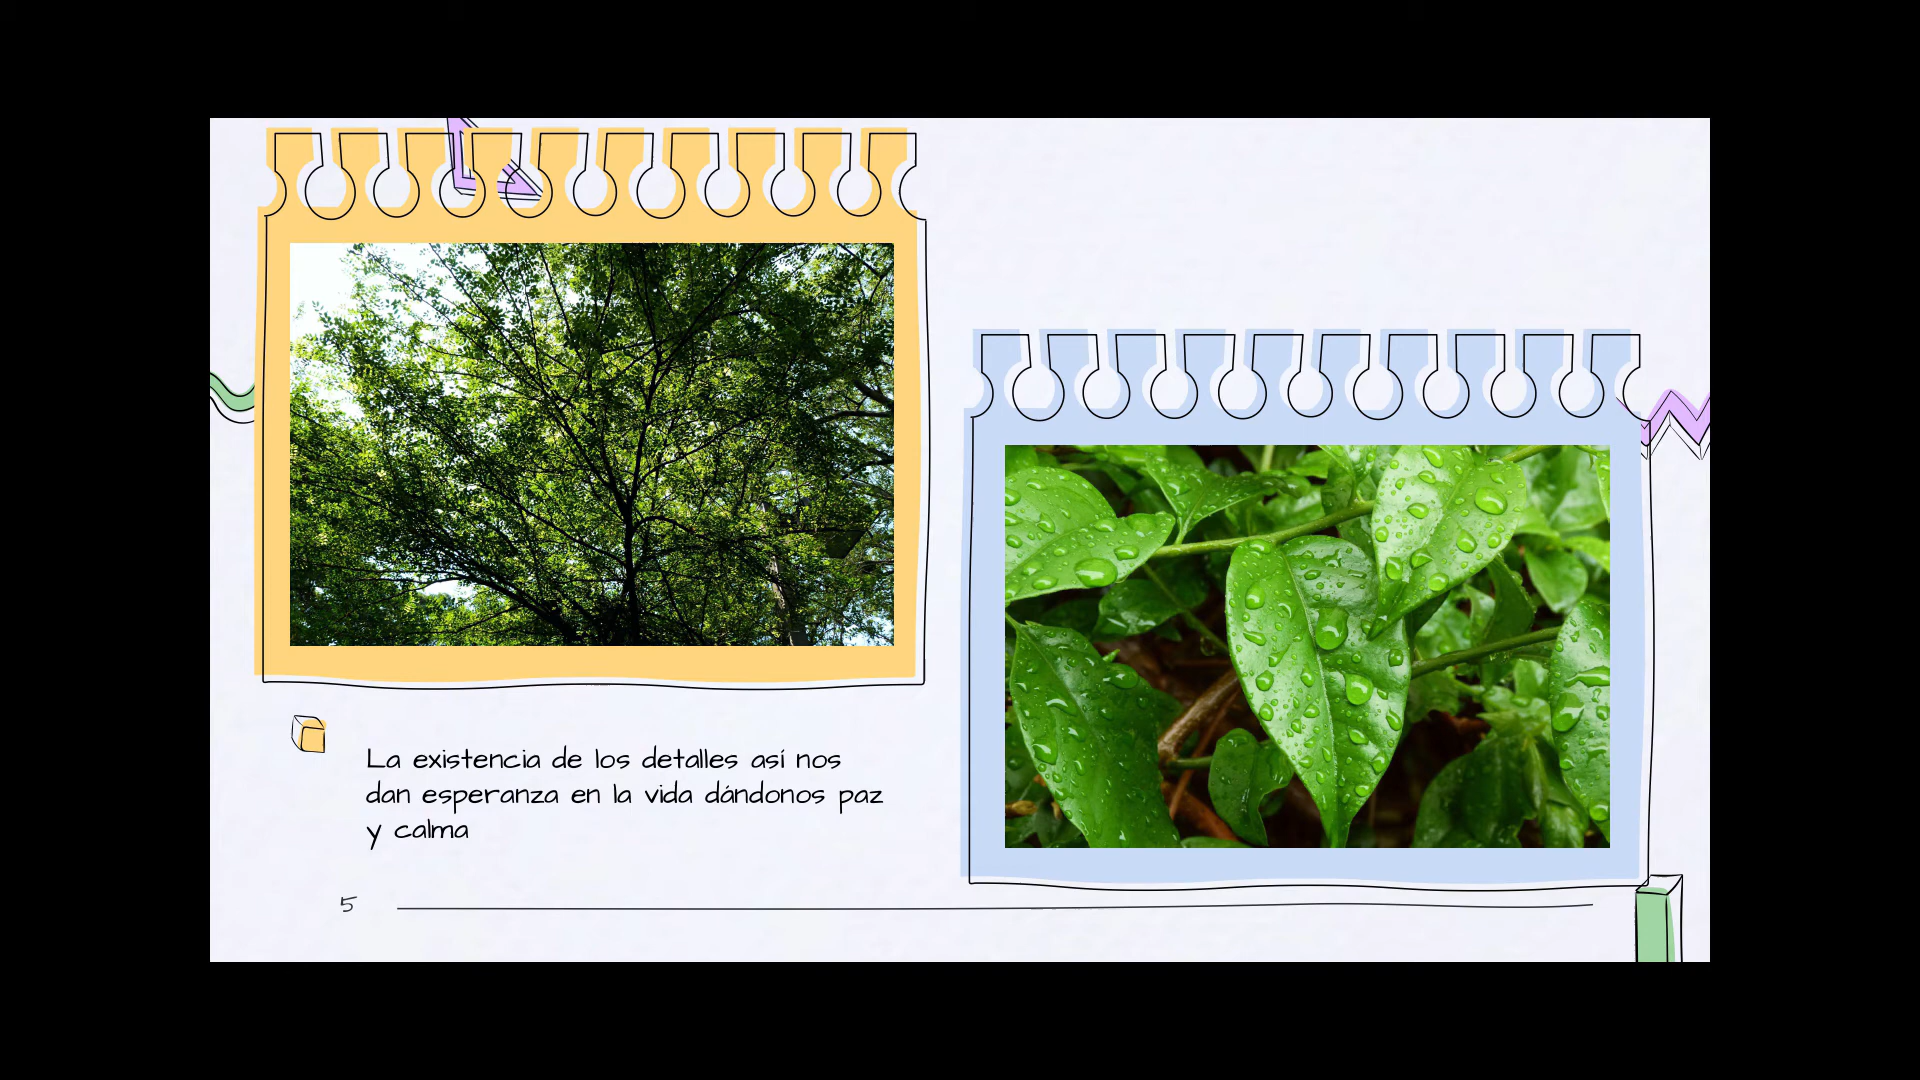 La existencia de los detalles así nos
dan esperanza en la vida dándonos paz
y calma
5